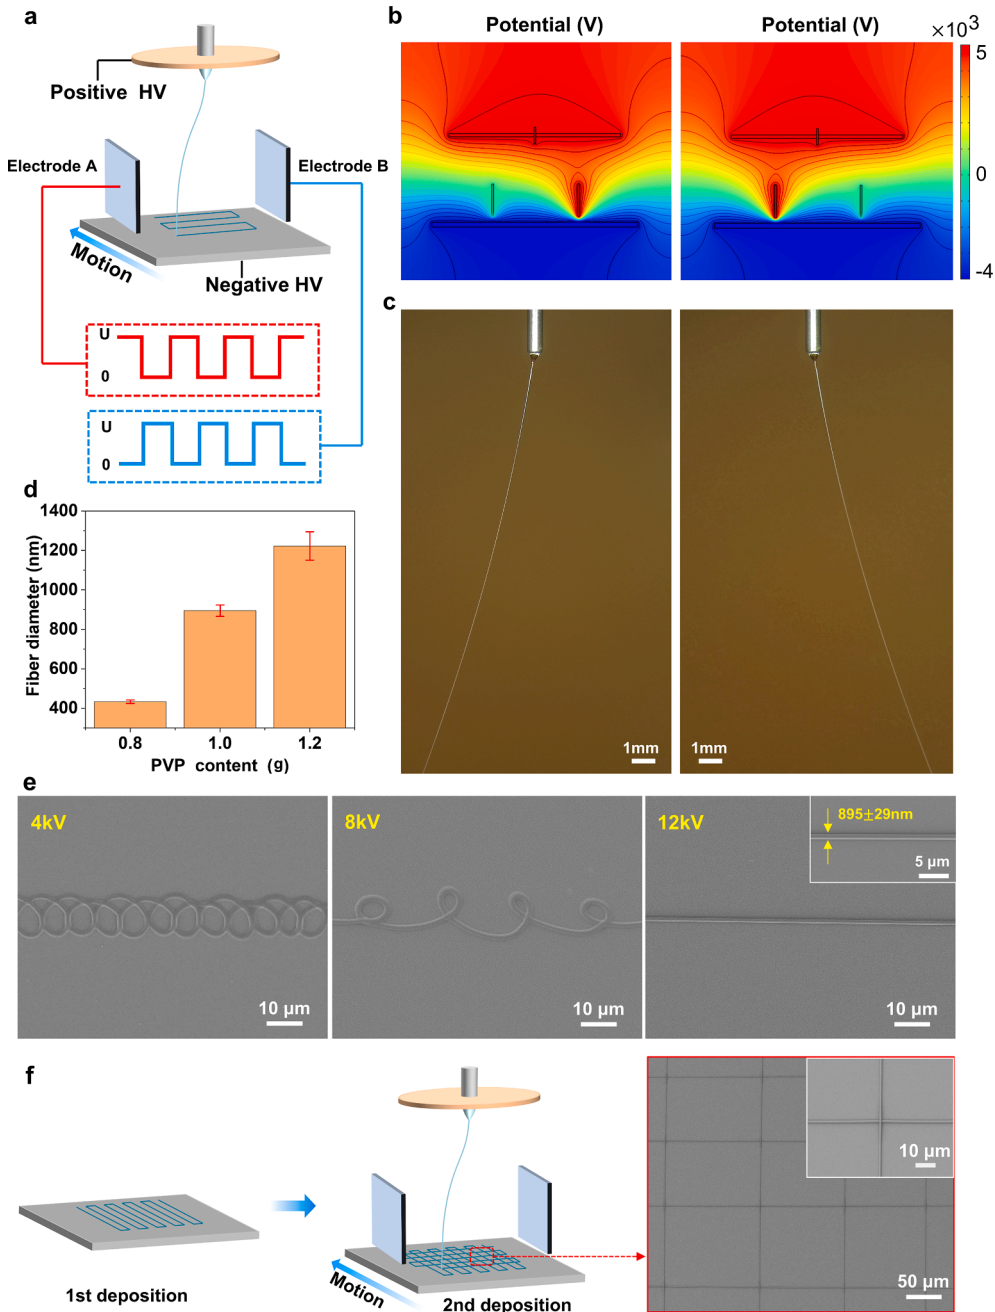 a
Positive HV
Electrode A
Electrode B
Motion
Negative HV
U
0
U
0
b
Potential (V)
Potential (V)
×10³
5
0
-4
c
1mm
1mm
d
Fiber diameter (nm)
1400
1200
1000
800
600
400
0.8
1.0
1.2
PVP content (g)
e
4kV
10 μm
8kV
10 μm
12kV
895±29nm
5 μm
10 μm
f
1st deposition
Motion
2nd deposition
10 μm
50 μm